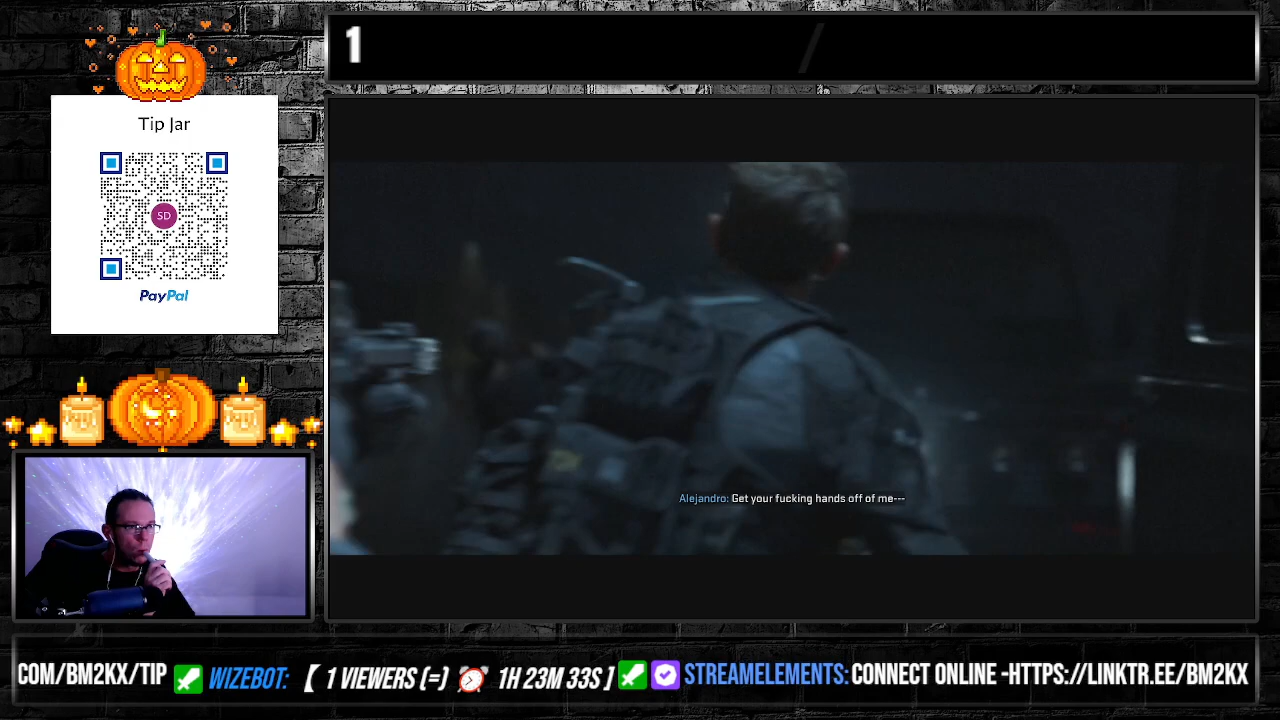 1
Tip Jar
SD
PayPal
Alejandro: Get your fucking hands off of me---
COM/BM2KX/TIP WIZEBOT: [ 1 VIEWERS (=) ⏰ 1H 23M 33S ] STREAMELEMENTS: CONNECT ONLINE -HTTPS://LINKTR.EE/BM2KX